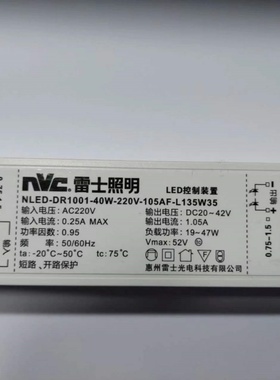 NVC 雷士照明
LED控制装置
NLED-DR1001-40W-220V-105AF-L135W35
输入电压：AC220V
输出电压：DC20～42V
输入电流：0.25A MAX
输出电流：1.05A
功率因数：0.95
负载功率：19～47W
频率：50/60Hz
Vmax：52V
ta：-20°C~50°C tc：75°C
短路、开路保护
惠州雷士光电科技有限公司
+ 输出 -
0.75-1.5